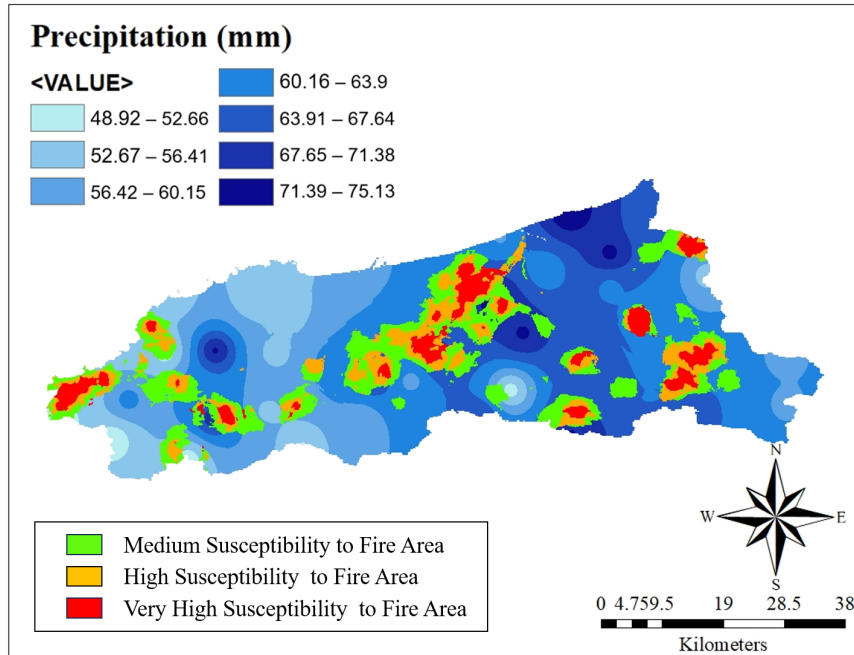 Precipitation (mm)
<VALUE>
48.92 – 52.66
52.67 – 56.41
56.42 – 60.15
60.16 – 63.9
63.91 – 67.64
67.65 – 71.38
71.39 – 75.13
N
W E
S
Medium Susceptibility to Fire Area
High Susceptibility to Fire Area
Very High Susceptibility to Fire Area
0 4.759.5 19 28.5 38
Kilometers